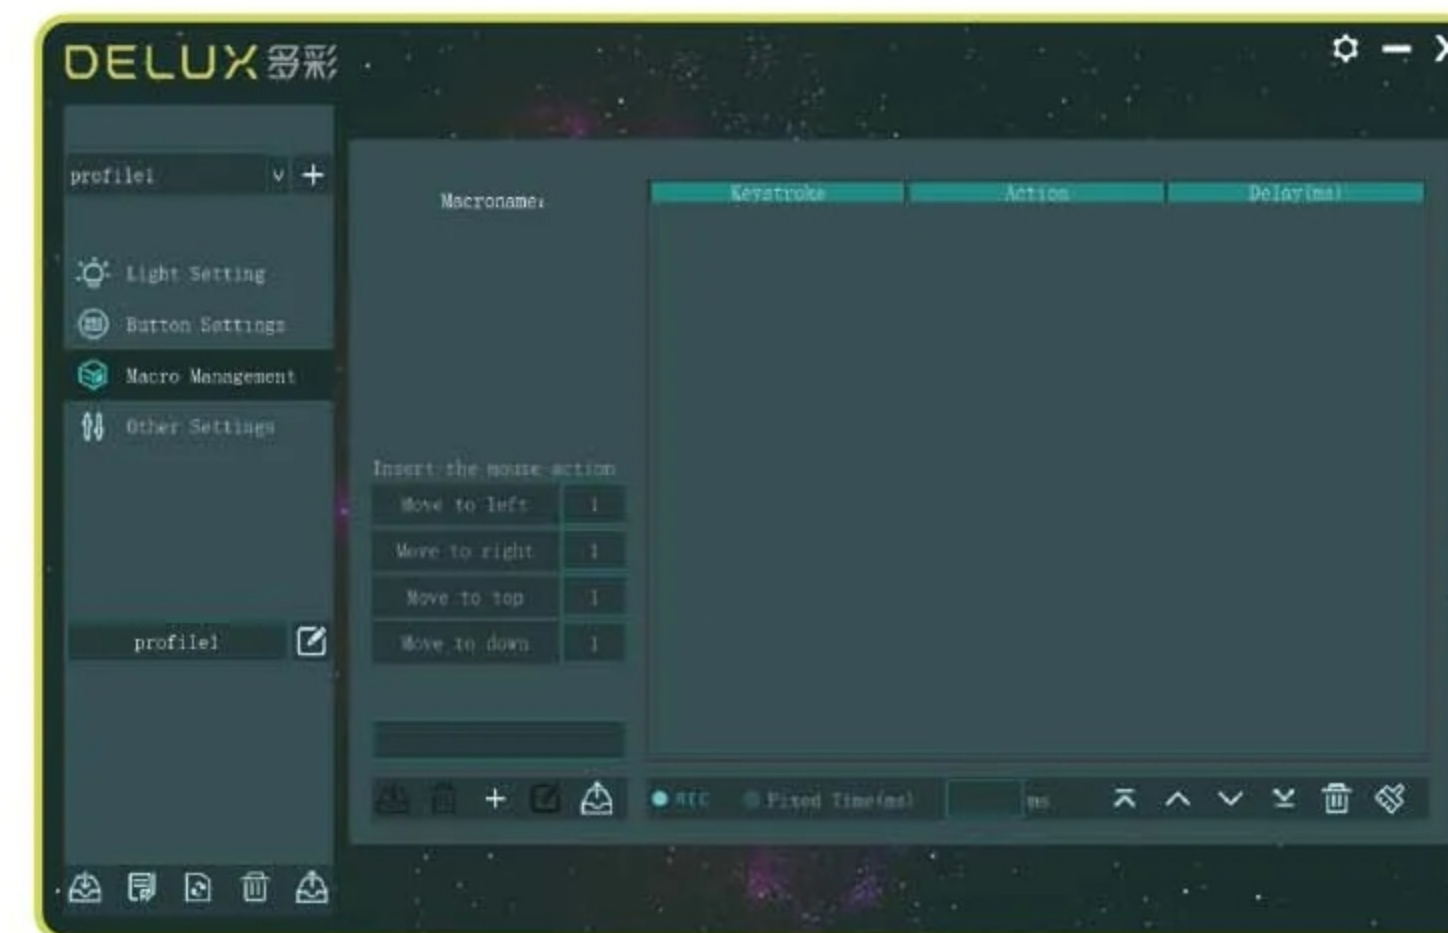 DELUX多彩
profile1
Light Setting
Button Settings
Macro Management
Other Settings
profile1
Macroname:
Keystroke Action Delay(ms)
Insert the mouse action
Move to left 1
Move to right 1
Move to top 1
Move to down 1
REC Fixed Time(ms) ms